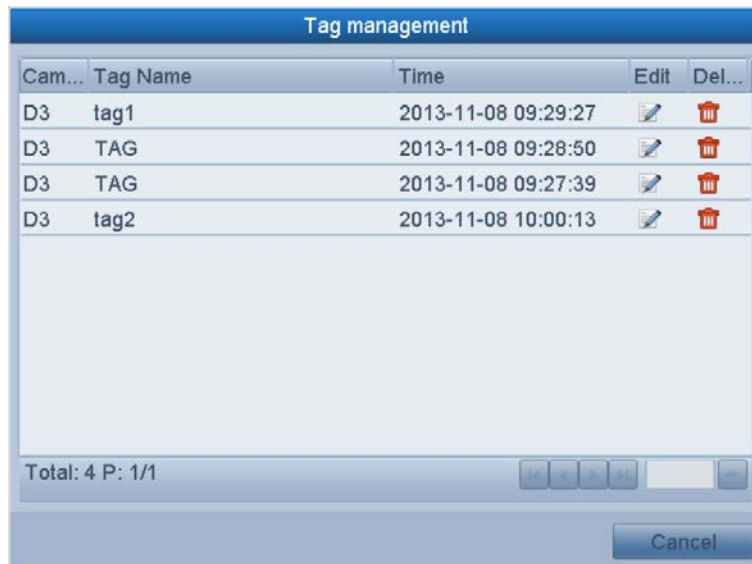 Tag management
Cam... Tag Name Time Edit Del...
D3 tag1 2013-11-08 09:29:27
D3 TAG 2013-11-08 09:28:50
D3 TAG 2013-11-08 09:27:39
D3 tag2 2013-11-08 10:00:13
Total: 4 P: 1/1
Cancel